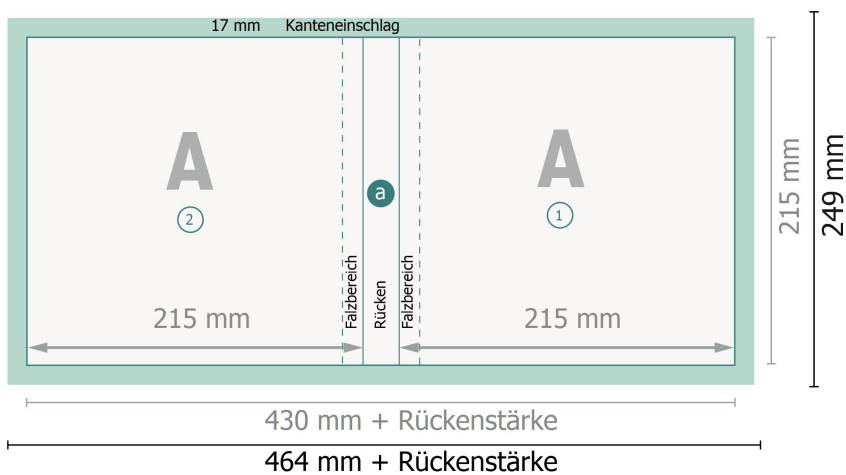 17 mm Kanteneinschlag
A
A
a
2
1
215 mm
249 mm
Falzbereich
Rücken
Falzbereich
215 mm
215 mm
430 mm + Rückenstärke
464 mm + Rückenstärke